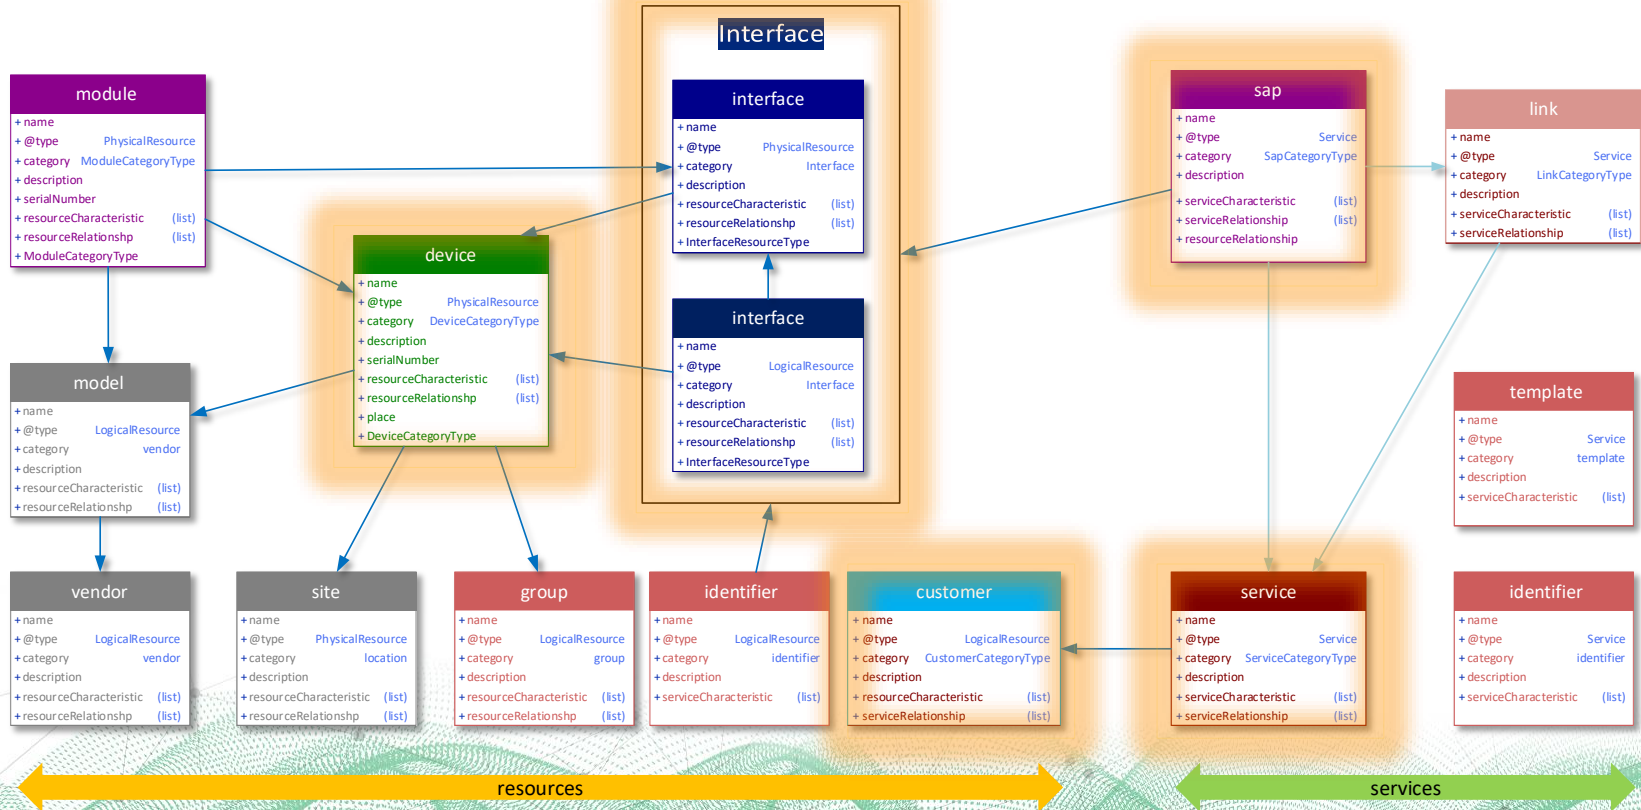 Interface
module
+ name
+ @type PhysicalResource
+ category ModuleCategoryType
+ description
+ serialNumber
+ resourceCharacteristic (list)
+ resourceRelationshp (list)
+ ModuleCategoryType
interface
+ name
+ @type PhysicalResource
+ category Interface
+ description
+ resourceCharacteristic (list)
+ resourceRelationshp (list)
+ InterfaceResourceType
sap
+ name
+ @type Service
+ category SapCategoryType
+ description
+ serviceCharacteristic (list)
+ serviceRelationship (list)
+ resourceRelationship
link
+ name
+ @type Service
+ category LinkCategoryType
+ description
+ serviceCharacteristic (list)
+ serviceRelationship (list)
device
+ name
+ @type PhysicalResource
+ category DeviceCategoryType
+ description
+ serialNumber
+ resourceCharacteristic (list)
+ resourceRelationshp (list)
+ place
+ DeviceCategoryType
interface
+ name
+ @type LogicalResource
+ category Interface
+ description
+ resourceCharacteristic (list)
+ resourceRelationshp (list)
+ InterfaceResourceType
model
+ name
+ @type LogicalResource
+ category vendor
+ description
+ resourceCharacteristic (list)
+ resourceRelationshp (list)
template
+ name
+ @type Service
+ category template
+ description
+ serviceCharacteristic (list)
vendor
+ name
+ @type LogicalResource
+ category vendor
+ description
+ resourceCharacteristic (list)
+ resourceRelationshp (list)
site
+ name
+ @type PhysicalResource
+ category location
+ description
+ resourceCharacteristic (list)
+ resourceRelationshp (list)
group
+ name
+ @type LogicalResource
+ category group
+ description
+ resourceCharacteristic (list)
+ resourceRelationshp (list)
identifier
+ name
+ @type LogicalResource
+ category identifier
+ description
+ serviceCharacteristic (list)
customer
+ name
+ @type LogicalResource
+ category CustomerCategoryType
+ description
+ resourceCharacteristic (list)
+ serviceRelationship (list)
service
+ name
+ @type Service
+ category ServiceCategoryType
+ description
+ serviceCharacteristic (list)
+ serviceRelationship (list)
identifier
+ name
+ @type Service
+ category identifier
+ description
+ serviceCharacteristic (list)
resources
services